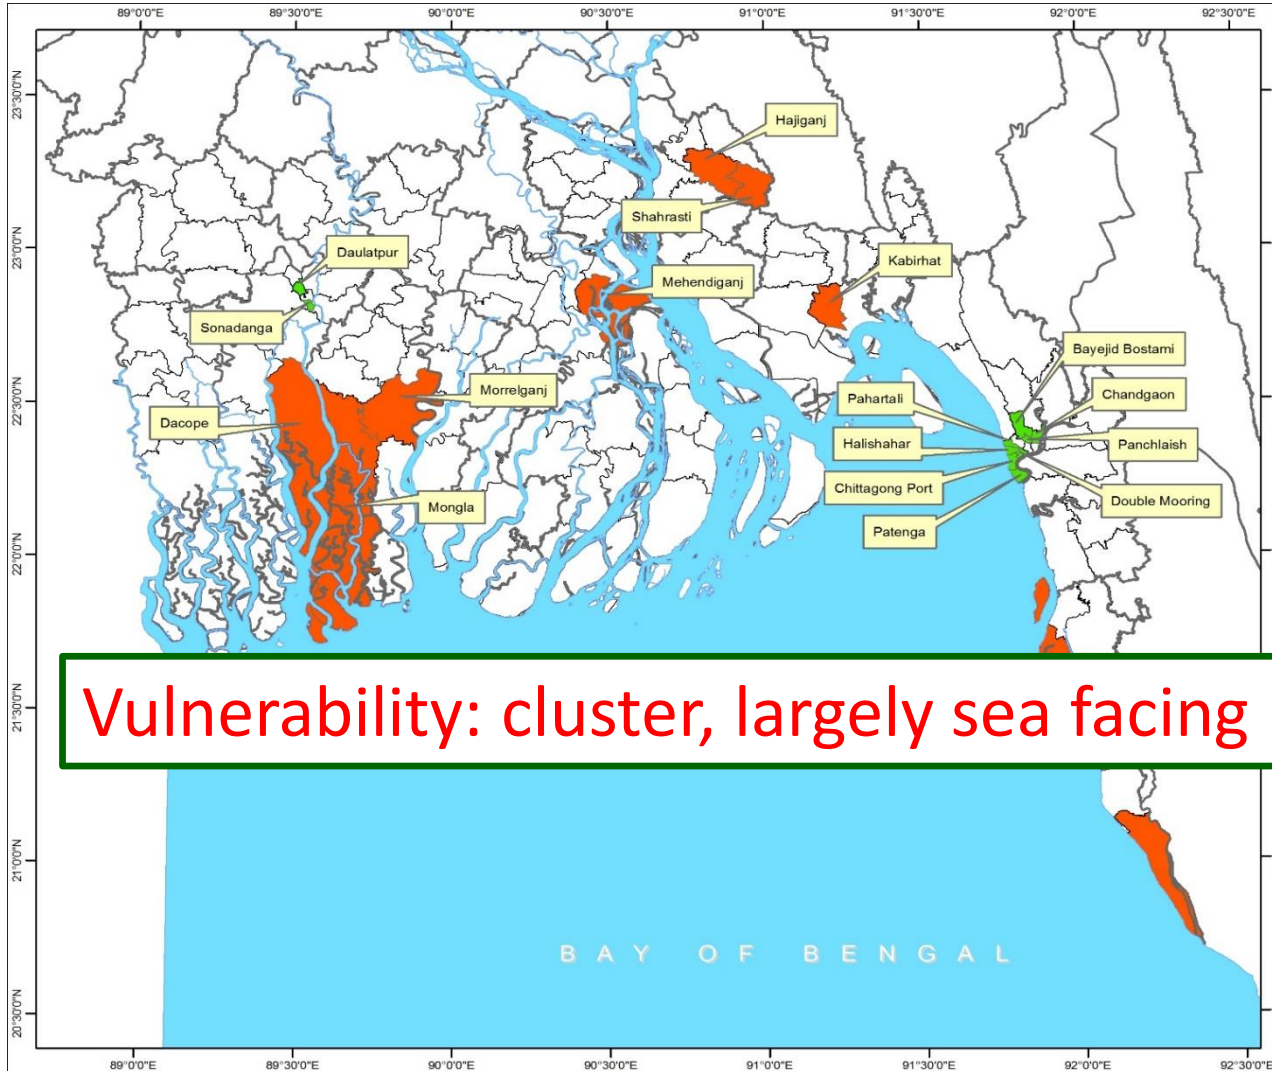 89°0'0"E 89°30'0"E 90°0'0"E 90°30'0"E 91°0'0"E 91°30'0"E 92°0'0"E 92°30'0"E
23°30'0"N
Hajiganj
Shahrasti
23°0'0"N
Daulatpur
Kabirhat
Mehendiganj
Sonadanga
Bayejid Bostami
22°30'0"N
Morrelganj
Pahartali
Chandgaon
Dacope
Halishahar
Panchlaish
Chittagong Port
Double Mooring
Mongla
Patenga
22°0'0"N
Vulnerability: cluster, largely sea facing
21°30'0"N
21°0'0"N
BAY OF BENGAL
20°30'0"N
89°0'0"E 89°30'0"E 90°0'0"E 90°30'0"E 91°0'0"E 91°30'0"E 92°0'0"E 92°30'0"E